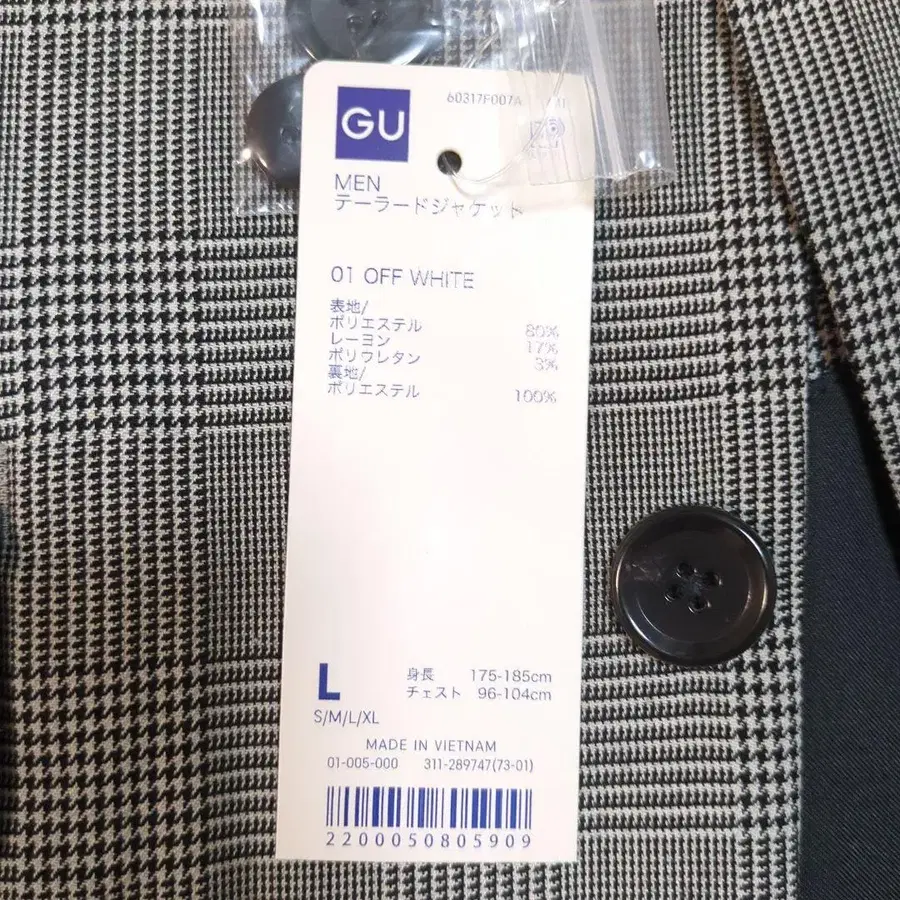 GU
60317F007A
MEN
テーラードジャケット
01 OFF WHITE
表地/
ポリエステル 80%
レーヨン 17%
ポリウレタン 3%
裏地/
ポリエステル 100%
L
身長 175-185cm
チェスト 96-104cm
S/M/L/XL
MADE IN VIETNAM
01-005-000 311-289747(73-01)
2200050805909